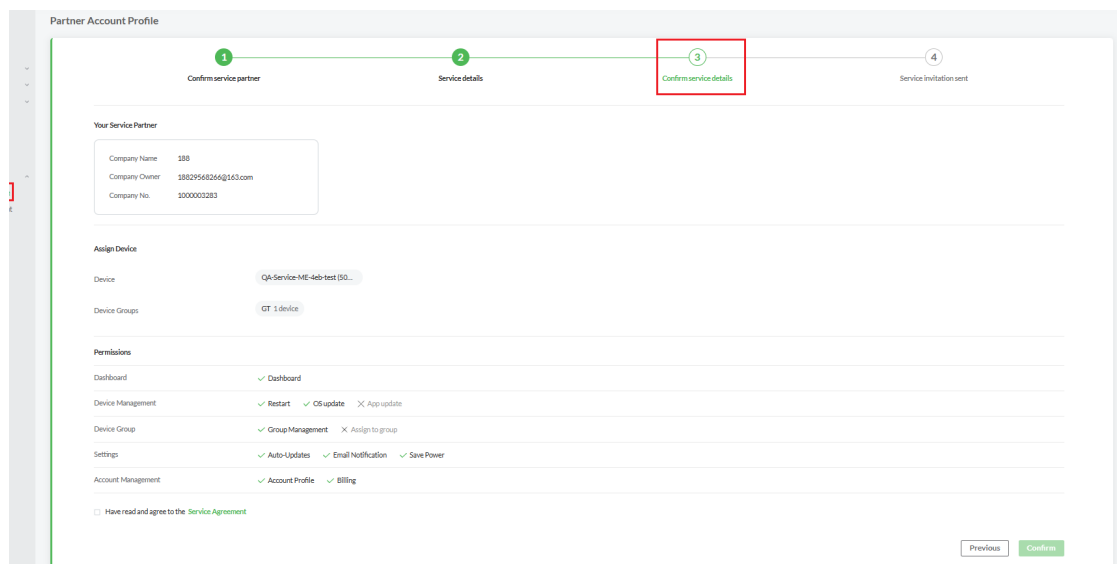 Partner Account Profile
1 2 3 4
Confirm service partner Service details Confirm service details Service invitation sent
Your Service Partner
Company Name 188
Company Owner 18829568266@163.com
Company No. 1000003283
Assign Device
Device QA-Service-ME-4eb-test (50...
Device Groups GT 1 device
Permissions
Dashboard Dashboard
Device Management Restart OS update App update
Device Group Group Management Assign to group
Settings Auto-Updates Email Notification Save Power
Account Management Account Profile Billing
Have read and agree to the Service Agreement
Previous Confirm